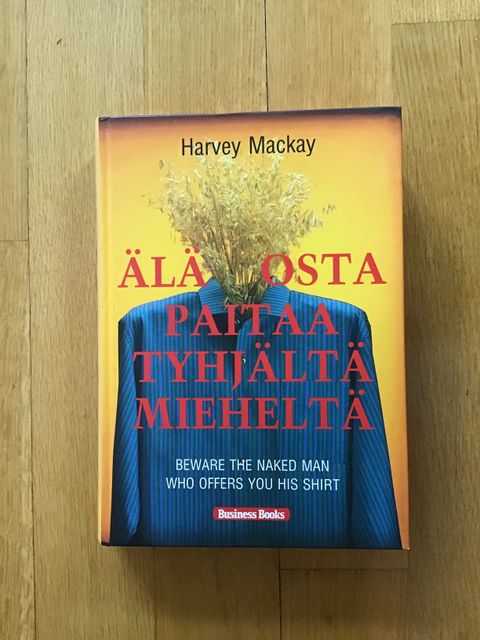 Harvey Mackay
ÄLÄ OSTA
PAITAA
TYHJÄLTÄ
MIEHELTÄ
BEWARE THE NAKED MAN
WHO OFFERS YOU HIS SHIRT
Business Books